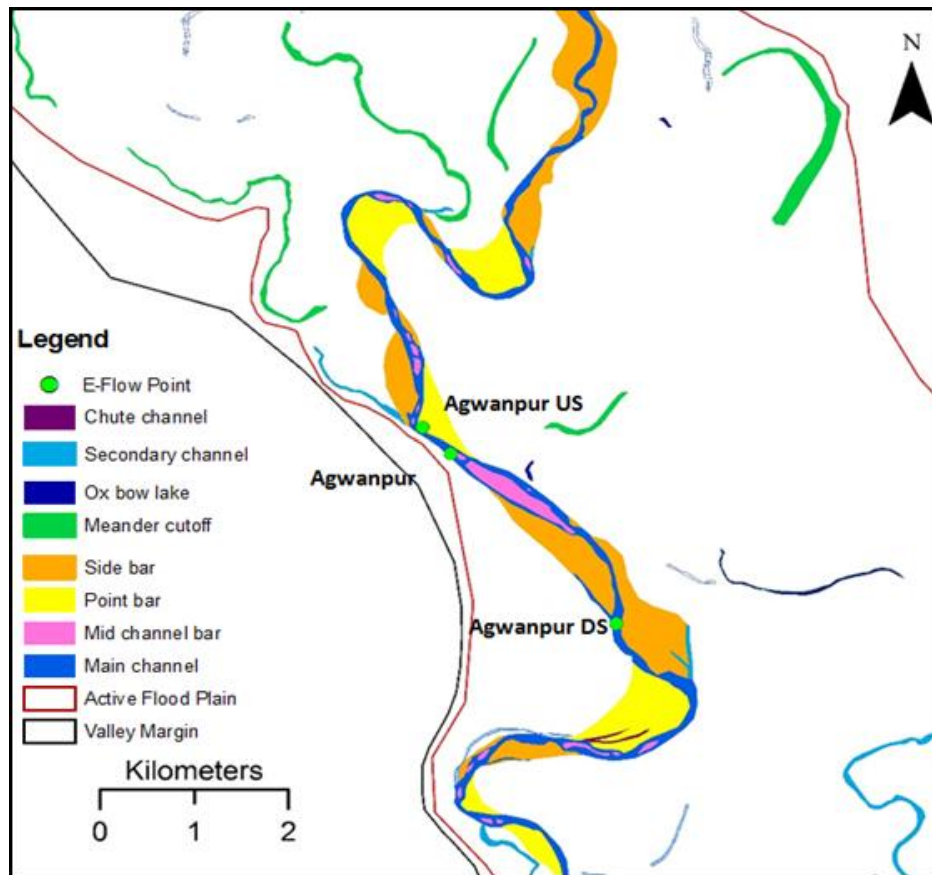 N
Agwanpur US
Agwanpur
Agwanpur DS
Legend
E-Flow Point
Chute channel
Secondary channel
Ox bow lake
Meander cutoff
Side bar
Point bar
Mid channel bar
Main channel
Active Flood Plain
Valley Margin
Kilometers
0 1 2